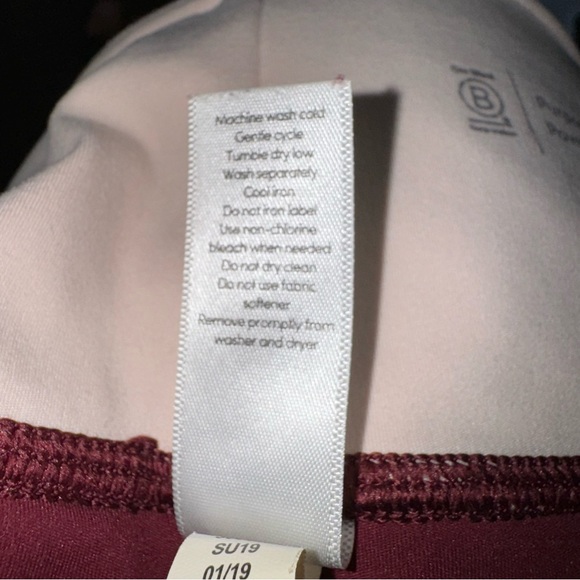 Machine wash cold
Gentle cycle
Tumble dry low
Wash separately
Cool iron
Do not iron label
Use non-chlorine
bleach when needed
Do not dry clean
Do not use fabric
softener
Remove promptly from
washer and dryer
B
SU19
01/19